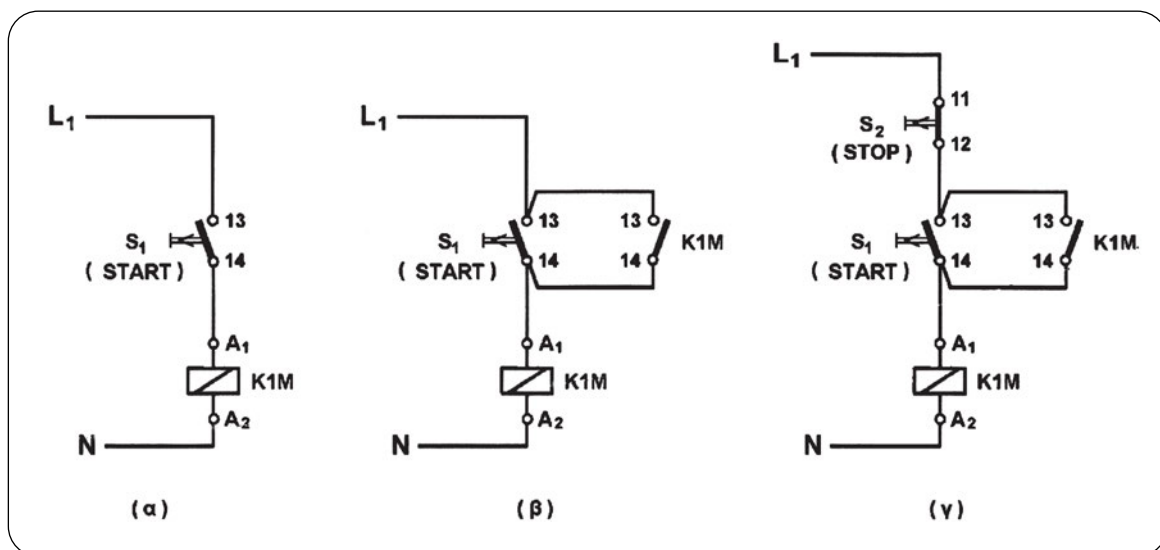 L1
13
S1
14
( START )
A1
K1M
A2
N
( α )
L1
13
13
S1
K1M
14
14
( START )
A1
K1M
A2
N
( β )
L1
11
S2
12
( STOP )
13
13
S1
K1M
14
14
( START )
A1
K1M
A2
N
( γ )